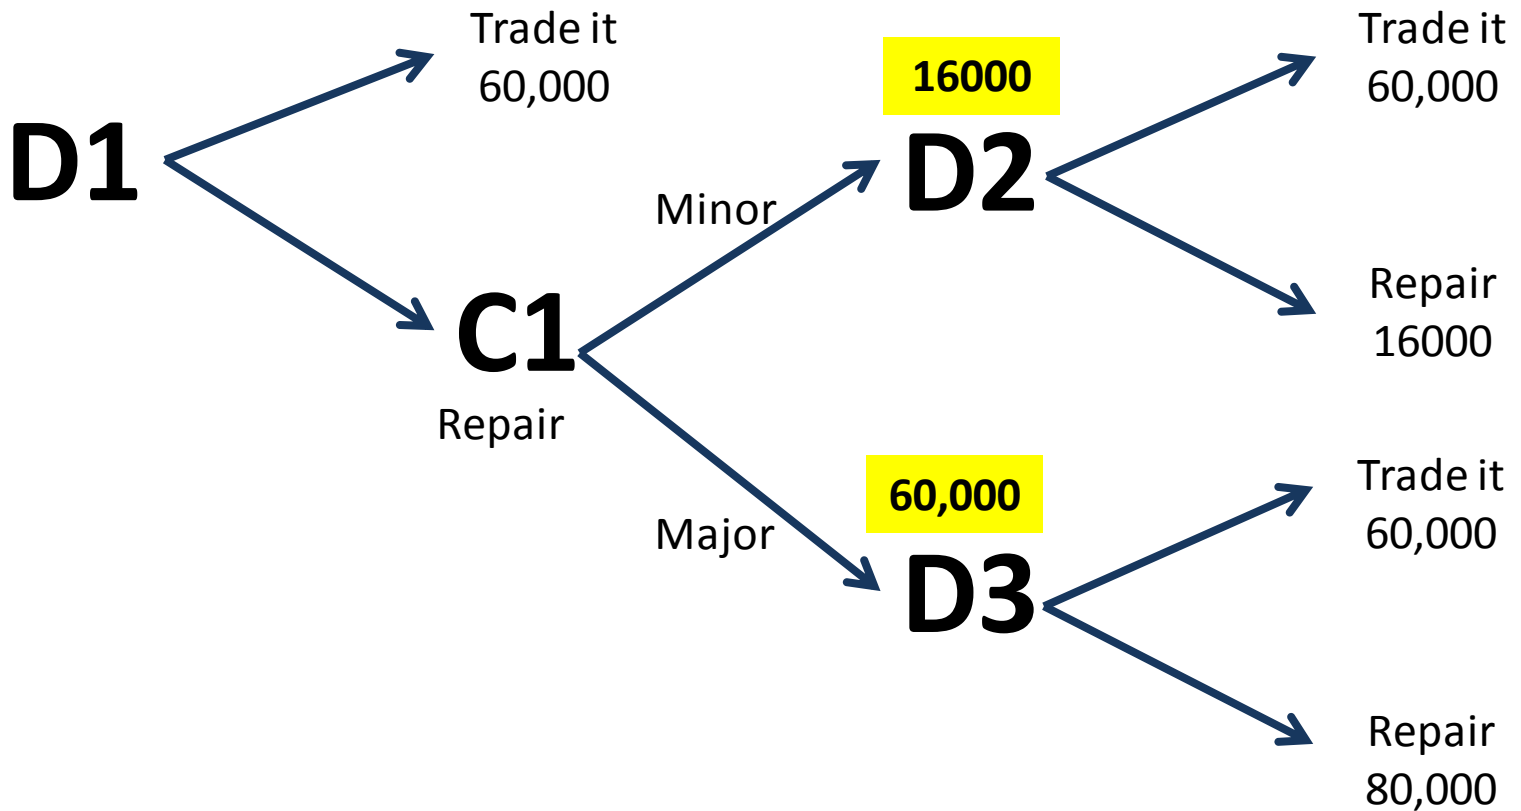 Trade it
60,000
D1
C1
Repair
Minor
Major
16000
D2
60,000
D3
Trade it
60,000
Repair
16000
Trade it
60,000
Repair
80,000